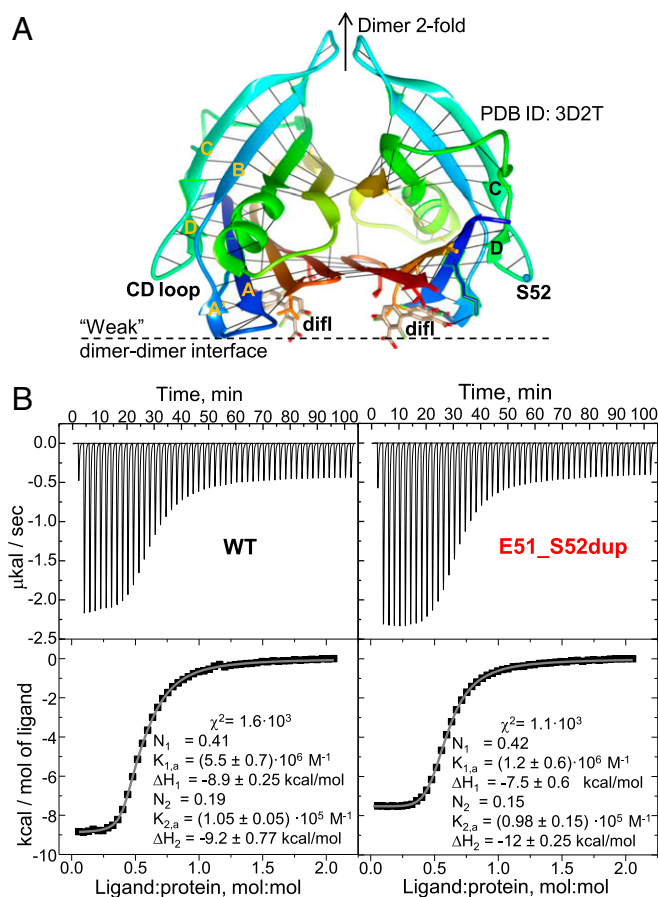 A
Dimer 2-fold
PDB ID: 3D2T
C
B
C
D
D
CD loop
A
A
S52
difl
difl
“Weak”
dimer-dimer interface
B
Time, min
Time, min
0 10 20 30 40 50 60 70 80 90 100
0 10 20 30 40 50 60 70 80 90 100
0.0
-0.5
-1.0
-1.5
-2.0
-2.5
µkal / sec
WT
E51_S52dup
0
-2
-4
-6
-8
-10
kcal / mol of ligand
χ²= 1.6·10³
N₁ = 0.41
K₁,ₐ = (5.5 ± 0.7)·10⁶ M⁻¹
ΔH₁ = -8.9 ± 0.25 kcal/mol
N₂ = 0.19
K₂,ₐ = (1.05 ± 0.05) ·10⁵ M⁻¹
ΔH₂ = -9.2 ± 0.77 kcal/mol
χ²= 1.1·10³
N₁ = 0.42
K₁,ₐ = (1.2 ± 0.6)·10⁶ M⁻¹
ΔH₁ = -7.5 ± 0.6 kcal/mol
N₂ = 0.15
K₂,ₐ = (0.98 ± 0.15) ·10⁵ M⁻¹
ΔH₂ = -12 ± 0.25 kcal/mol
0.0 0.5 1.0 1.5 2.0
0.0 0.5 1.0 1.5 2.0
Ligand:protein, mol:mol
Ligand:protein, mol:mol